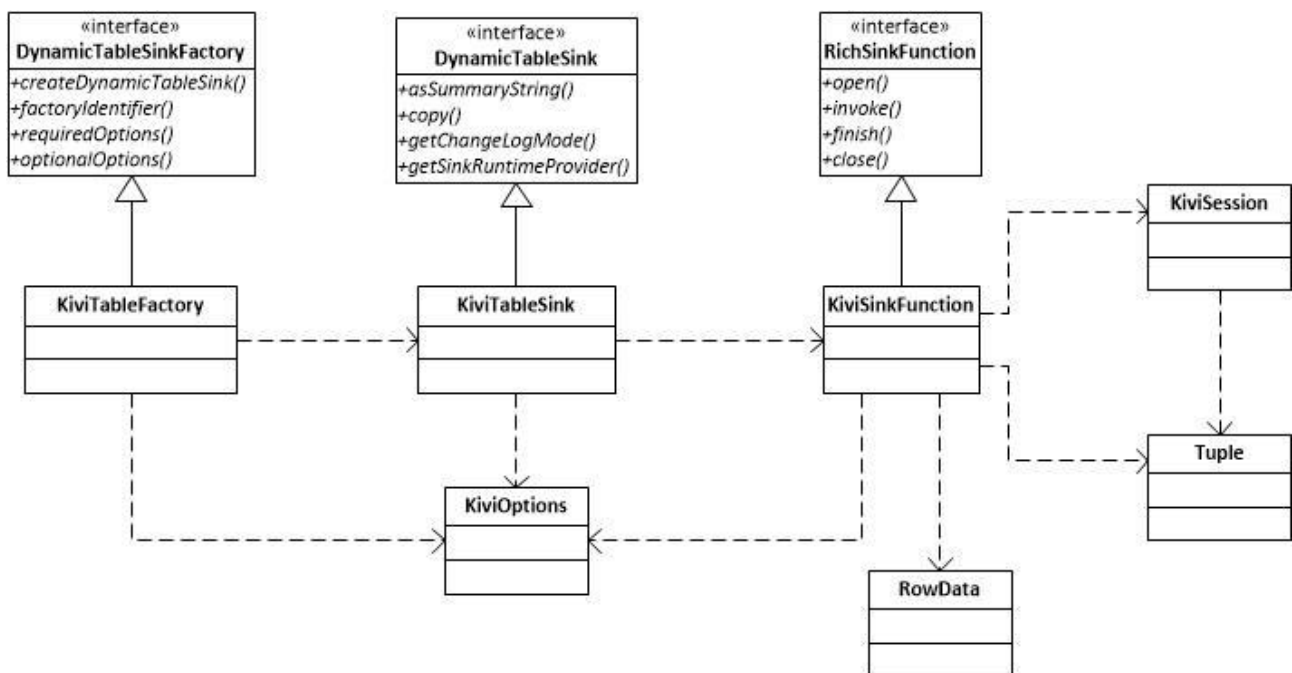 «interface»
DynamicTableSinkFactory
+createDynamicTableSink()
+factoryIdentifier()
+requiredOptions()
+optionalOptions()
«interface»
DynamicTableSink
+asSummaryString()
+copy()
+getChangeLogMode()
+getSinkRuntimeProvider()
«interface»
RichSinkFunction
+open()
+invoke()
+finish()
+close()
KiviSession
KiviTableFactory
KiviTableSink
KiviSinkFunction
Tuple
KiviOptions
RowData